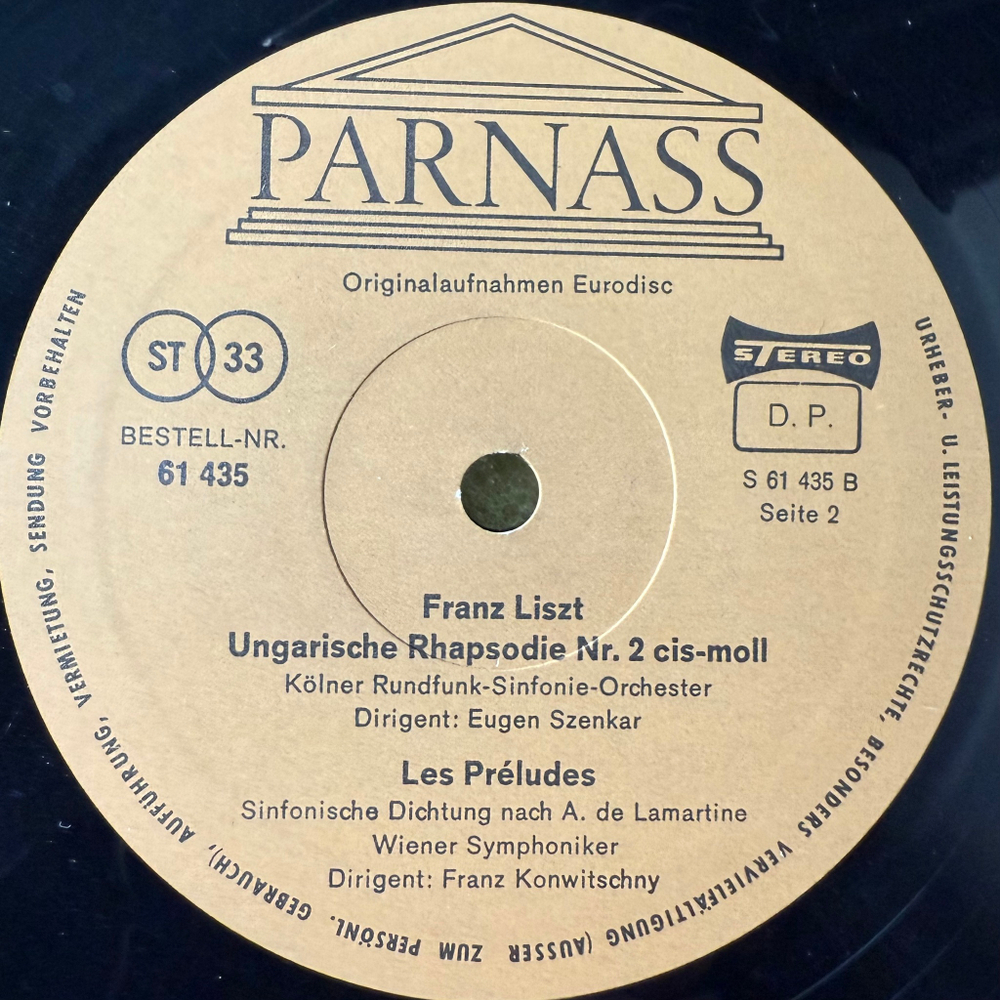 PARNASS
Originalaufnahmen Eurodisc
ST 33
BESTELL-NR.
61 435
STEREO
D. P.
S 61 435 B
Seite 2
Franz Liszt
Ungarische Rhapsodie Nr. 2 cis-moll
Kölner Rundfunk-Sinfonie-Orchester
Dirigent: Eugen Szenkar
Les Préludes
Sinfonische Dichtung nach A. de Lamartine
Wiener Symphoniker
Dirigent: Franz Konwitschny
URHEBER- U. LEISTUNGSSCHUTZRECHTE, BESONDERS VERVIELFÄLTIGUNG (AUSSER ZUM PERSÖNL. GEBRAUCH), AUFFÜHRUNG, VERMIETUNG, SENDUNG VORBEHALTEN